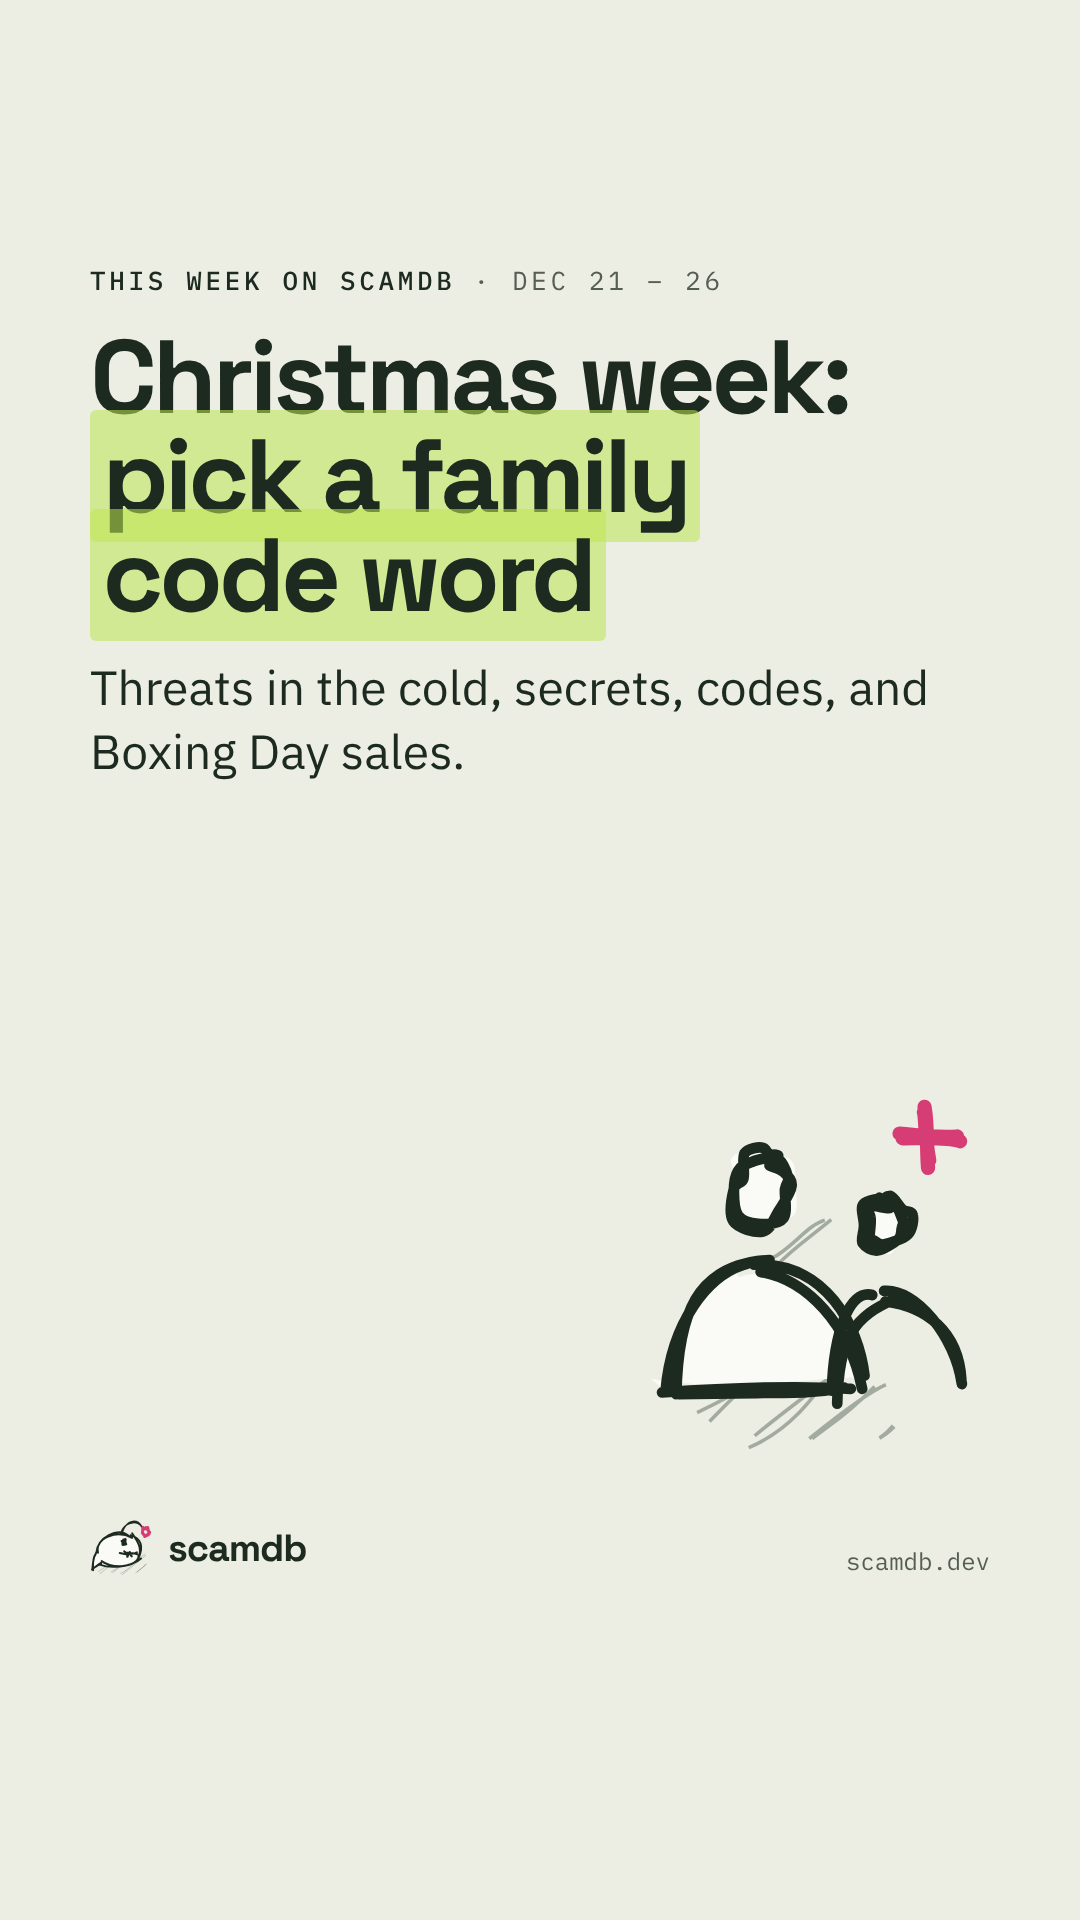 THIS WEEK ON SCAMDB · DEC 21 – 26
Christmas week:
pick a family
code word
Threats in the cold, secrets, codes, and
Boxing Day sales.
scamdb
scamdb.dev